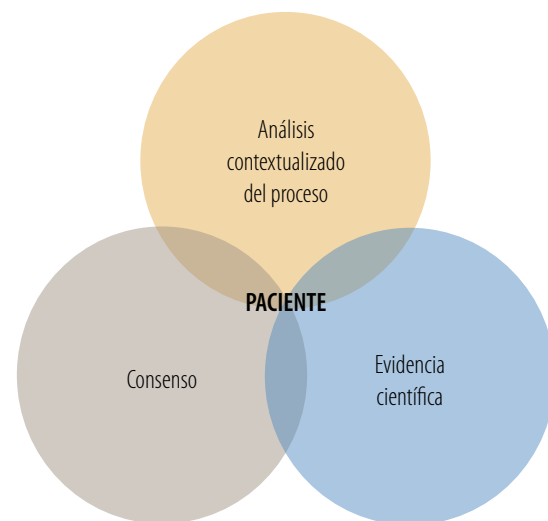 Análisis
contextualizado
del proceso
PACIENTE
Consenso
Evidencia
científica